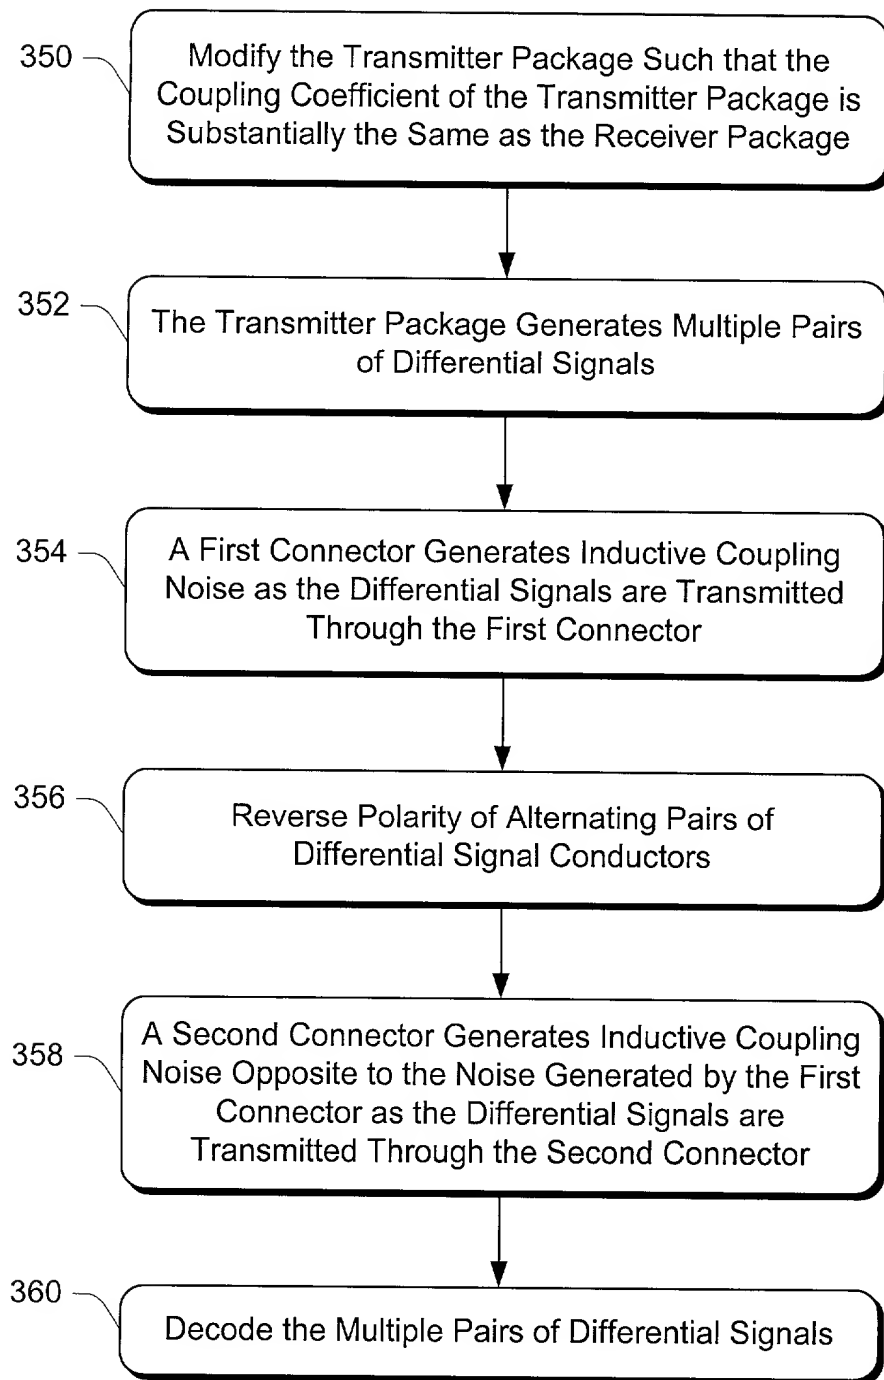 350
Modify the Transmitter Package Such that the
Coupling Coefficient of the Transmitter Package is
Substantially the Same as the Receiver Package
352
The Transmitter Package Generates Multiple Pairs
of Differential Signals
354
A First Connector Generates Inductive Coupling
Noise as the Differential Signals are Transmitted
Through the First Connector
356
Reverse Polarity of Alternating Pairs of
Differential Signal Conductors
358
A Second Connector Generates Inductive Coupling
Noise Opposite to the Noise Generated by the First
Connector as the Differential Signals are
Transmitted Through the Second Connector
360
Decode the Multiple Pairs of Differential Signals